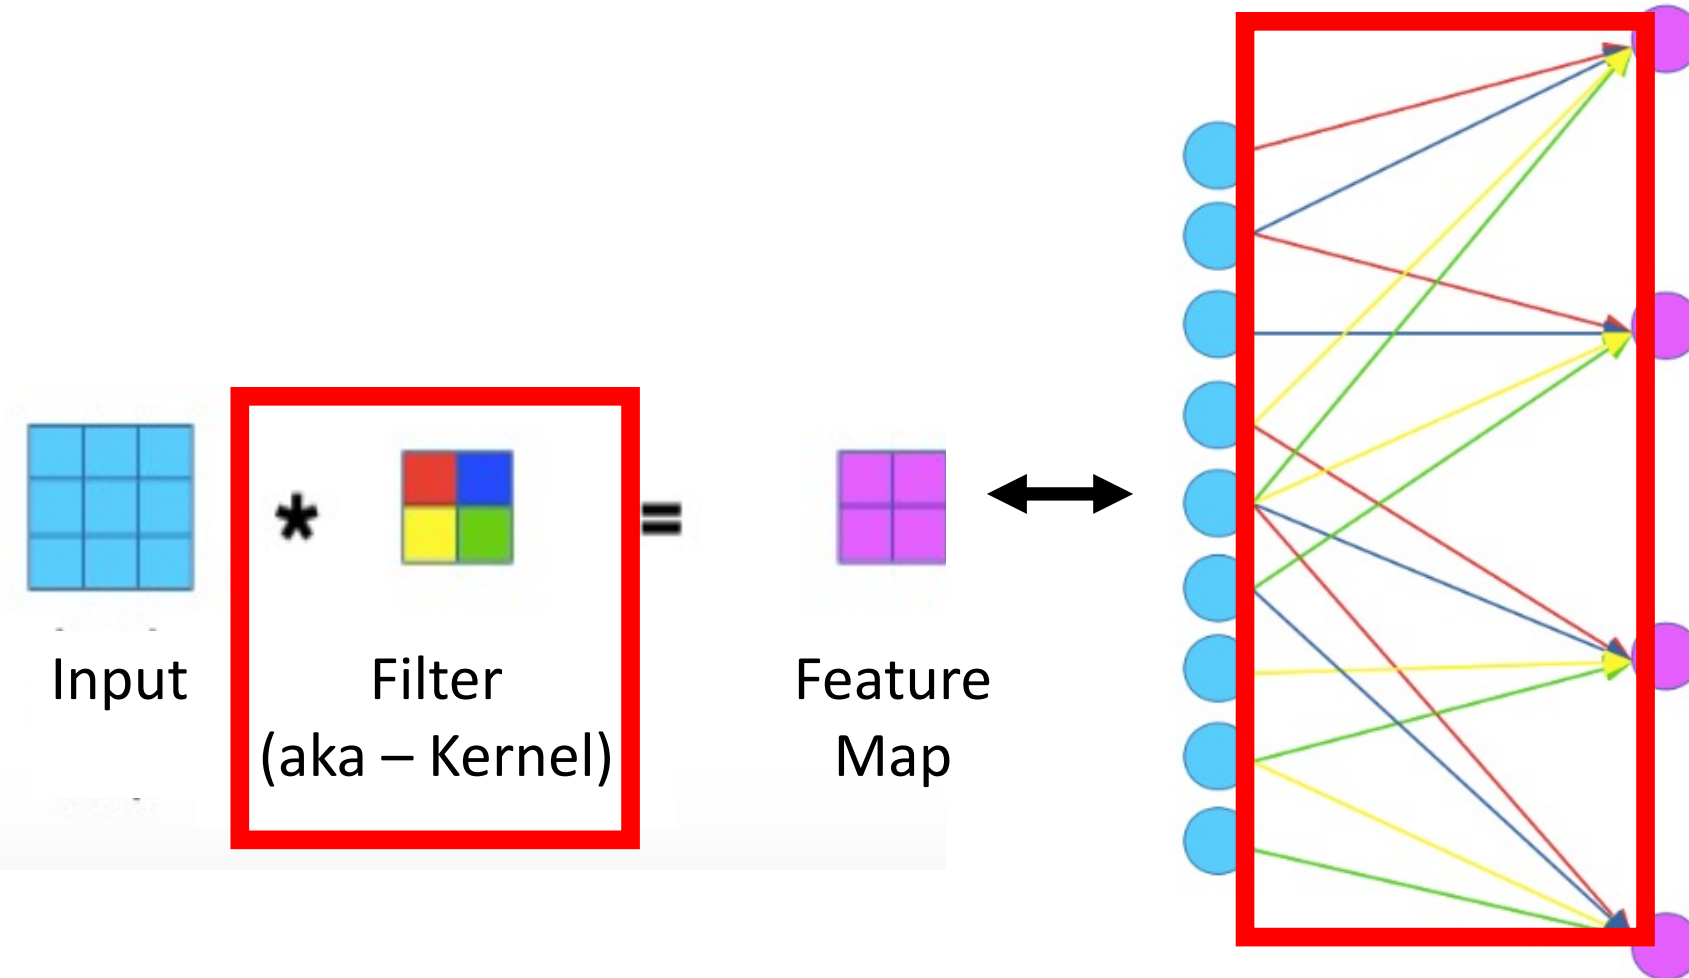 *
=
Input
Filter
(aka – Kernel)
Feature
Map